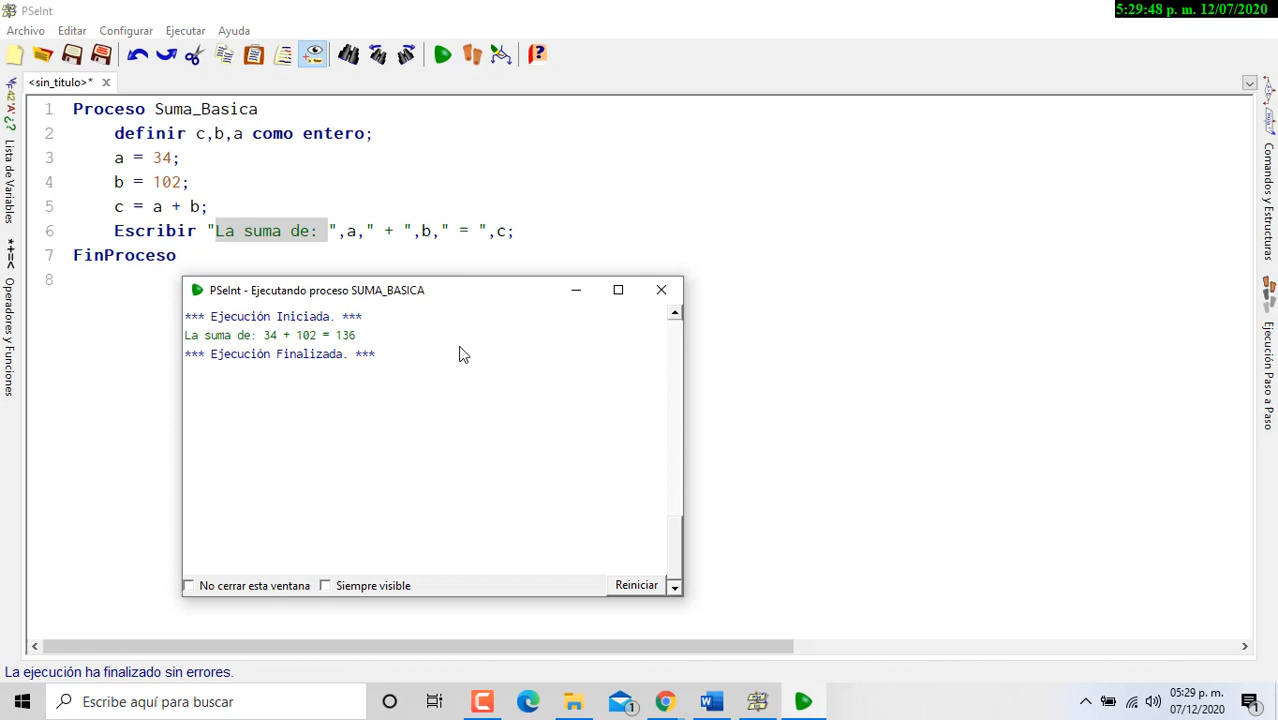 PSeInt
5:29:48 p. m. 12/07/2020
Archivo Editar Configurar Ejecutar Ayuda
<sin_titulo>*
1 Proceso Suma_Basica
2 definir c,b,a como entero;
3 a = 34;
4 b = 102;
5 c = a + b;
6 Escribir "La suma de: ",a," + ",b," = ",c;
7 FinProceso
8
Lista de Variables
*+=<
Operadores y Funciones
Comandos y Estructuras
Ejecución Paso a Paso
PSeInt - Ejecutando proceso SUMA_BASICA
*** Ejecución Iniciada. ***
La suma de: 34 + 102 = 136
*** Ejecución Finalizada. ***
No cerrar esta ventana Siempre visible Reiniciar
La ejecución ha finalizado sin errores.
Escribe aquí para buscar
05:29 p. m.
07/12/2020